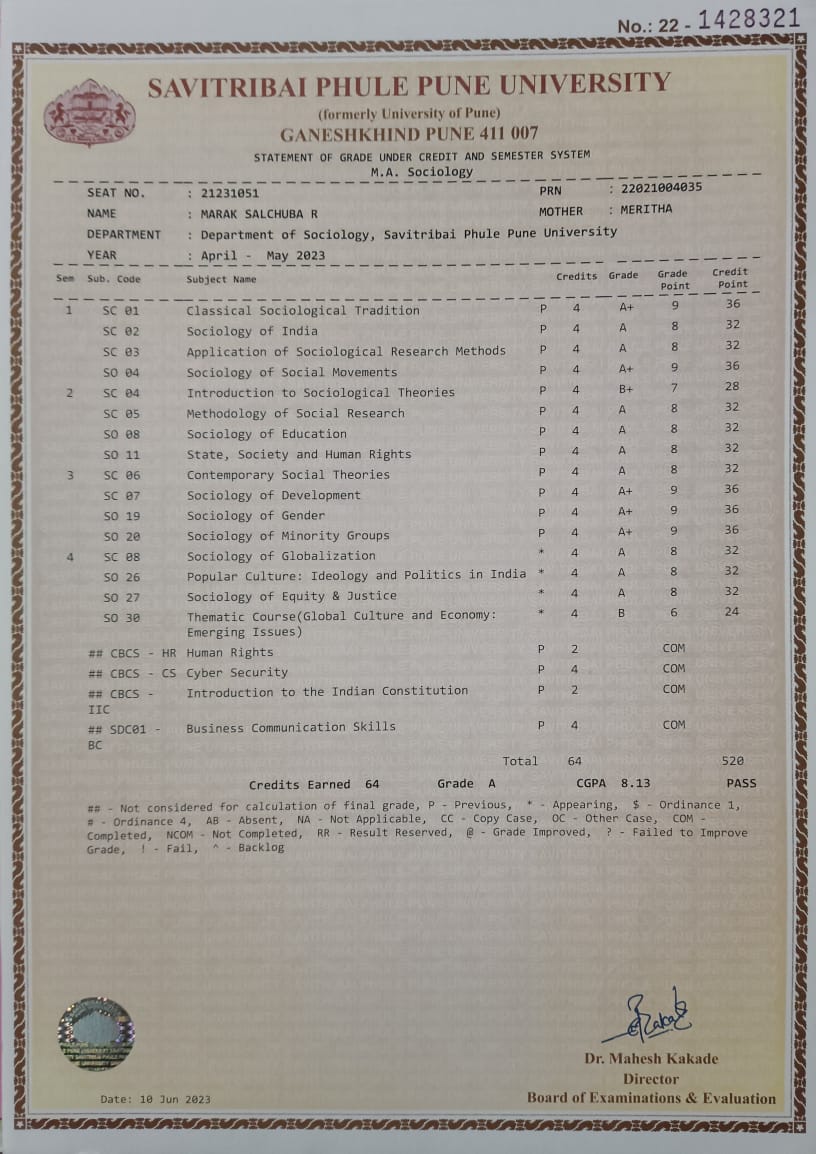 No.: 22 - 1428321
SAVITRIBAI PHULE PUNE UNIVERSITY
(formerly University of Pune)
GANESHKHIND PUNE 411 007
STATEMENT OF GRADE UNDER CREDIT AND SEMESTER SYSTEM
M.A. Sociology
SEAT NO. : 21231051 PRN : 22021004035
NAME : MARAK SALCHUBA R MOTHER : MERITHA
DEPARTMENT : Department of Sociology, Savitribai Phule Pune University
YEAR : April - May 2023
Sem Sub. Code Subject Name Credits Grade Grade Point Credit Point
1 SC 01 Classical Sociological Tradition P 4 A+ 9 36
SC 02 Sociology of India P 4 A 8 32
SC 03 Application of Sociological Research Methods P 4 A 8 32
SO 04 Sociology of Social Movements P 4 A+ 9 36
2 SC 04 Introduction to Sociological Theories P 4 B+ 7 28
SC 05 Methodology of Social Research P 4 A 8 32
SO 08 Sociology of Education P 4 A 8 32
SO 11 State, Society and Human Rights P 4 A 8 32
3 SC 06 Contemporary Social Theories P 4 A 8 32
SC 07 Sociology of Development P 4 A+ 9 36
SO 19 Sociology of Gender P 4 A+ 9 36
SO 20 Sociology of Minority Groups P 4 A+ 9 36
4 SC 08 Sociology of Globalization * 4 A 8 32
SO 26 Popular Culture: Ideology and Politics in India * 4 A 8 32
SO 27 Sociology of Equity & Justice * 4 A 8 32
SO 30 Thematic Course(Global Culture and Economy: * 4 B 6 24
Emerging Issues)
## CBCS - HR Human Rights P 2 COM
## CBCS - CS Cyber Security P 4 COM
## CBCS - Introduction to the Indian Constitution P 2 COM
IIC
## SDC01 - Business Communication Skills P 4 COM
BC
Total 64 520
Credits Earned 64 Grade A CGPA 8.13 PASS
## - Not considered for calculation of final grade, P - Previous, * - Appearing, $ - Ordinance 1,
# - Ordinance 4, AB - Absent, NA - Not Applicable, CC - Copy Case, OC - Other Case, COM -
Completed, NCOM - Not Completed, RR - Result Reserved, @ - Grade Improved, ? - Failed to Improve
Grade, ! - Fail, ^ - Backlog
Dr. Mahesh Kakade
Director
Date: 10 Jun 2023 Board of Examinations & Evaluation